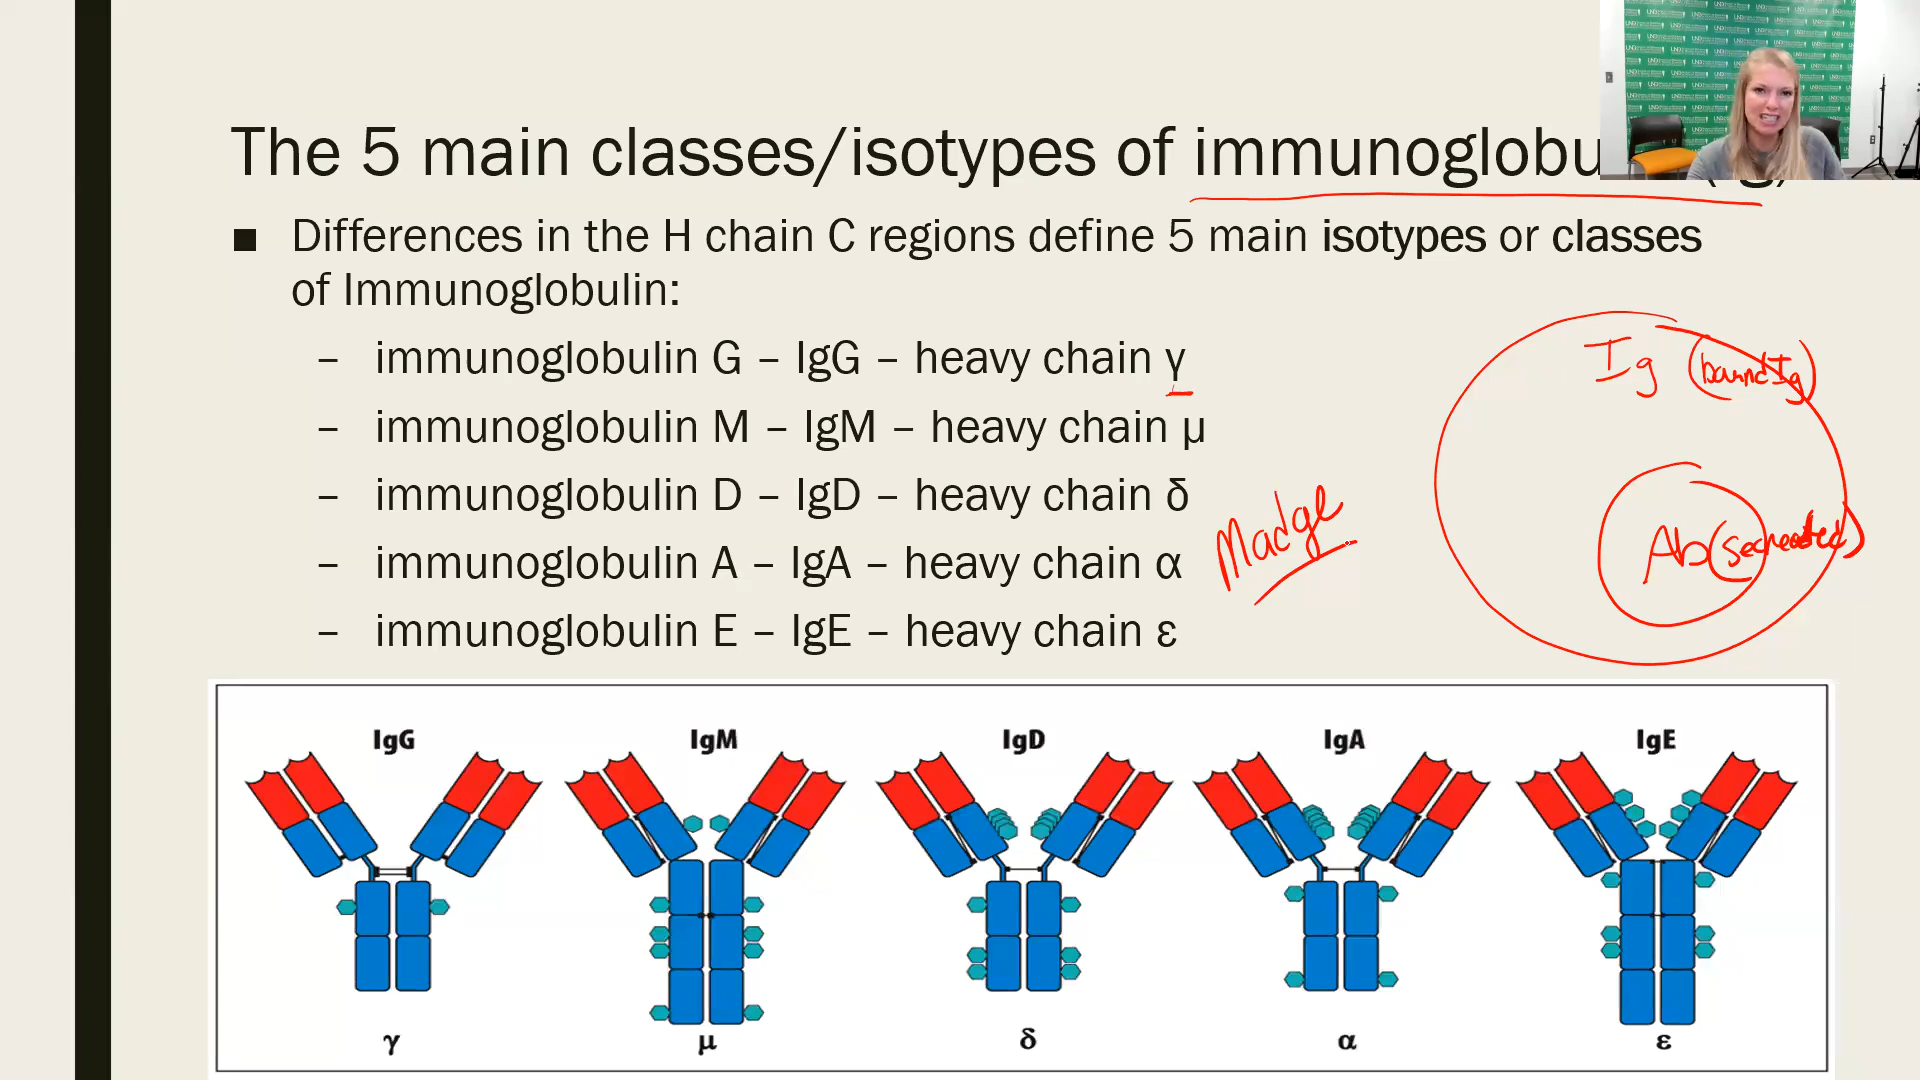 The 5 main classes/isotypes of immunoglobu
■ Differences in the H chain C regions define 5 main isotypes or classes
of Immunoglobulin:
– immunoglobulin G – IgG – heavy chain γ
– immunoglobulin M – IgM – heavy chain μ
– immunoglobulin D – IgD – heavy chain δ
– immunoglobulin A – IgA – heavy chain α
– immunoglobulin E – IgE – heavy chain ε
Madge
Ig (bound Ig)
Ab (secreted)
IgG IgM IgD IgA IgE
γ μ δ α ε